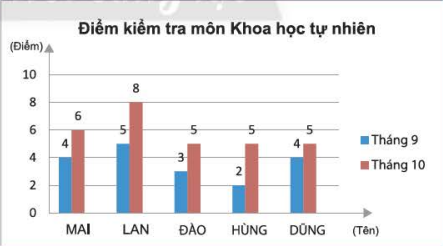 Điểm kiểm tra môn Khoa học tự nhiên
(Điểm)
10
8
6
4
2
0
4 6
5 8
3 5
2 5
4 5
Tháng 9
Tháng 10
MAI LAN ĐÀO HÙNG DŨNG (Tên)